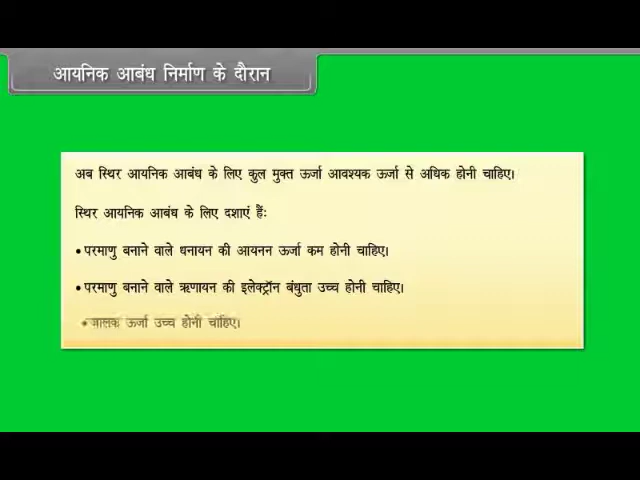 आयनिक आबंध निर्माण के दौरान
अब स्थिर आयनिक आबंध के लिए कुल मुक्त ऊर्जा आवश्यक ऊर्जा से अधिक होनी चाहिए।
स्थिर आयनिक आबंध के लिए दशाएं हैं:
• परमाणु बनाने वाले धनायन की आयनन ऊर्जा कम होनी चाहिए।
• परमाणु बनाने वाले ऋणायन की इलेक्ट्रॉन बंधुता उच्च होनी चाहिए।
• जालक ऊर्जा उच्च होनी चाहिए।